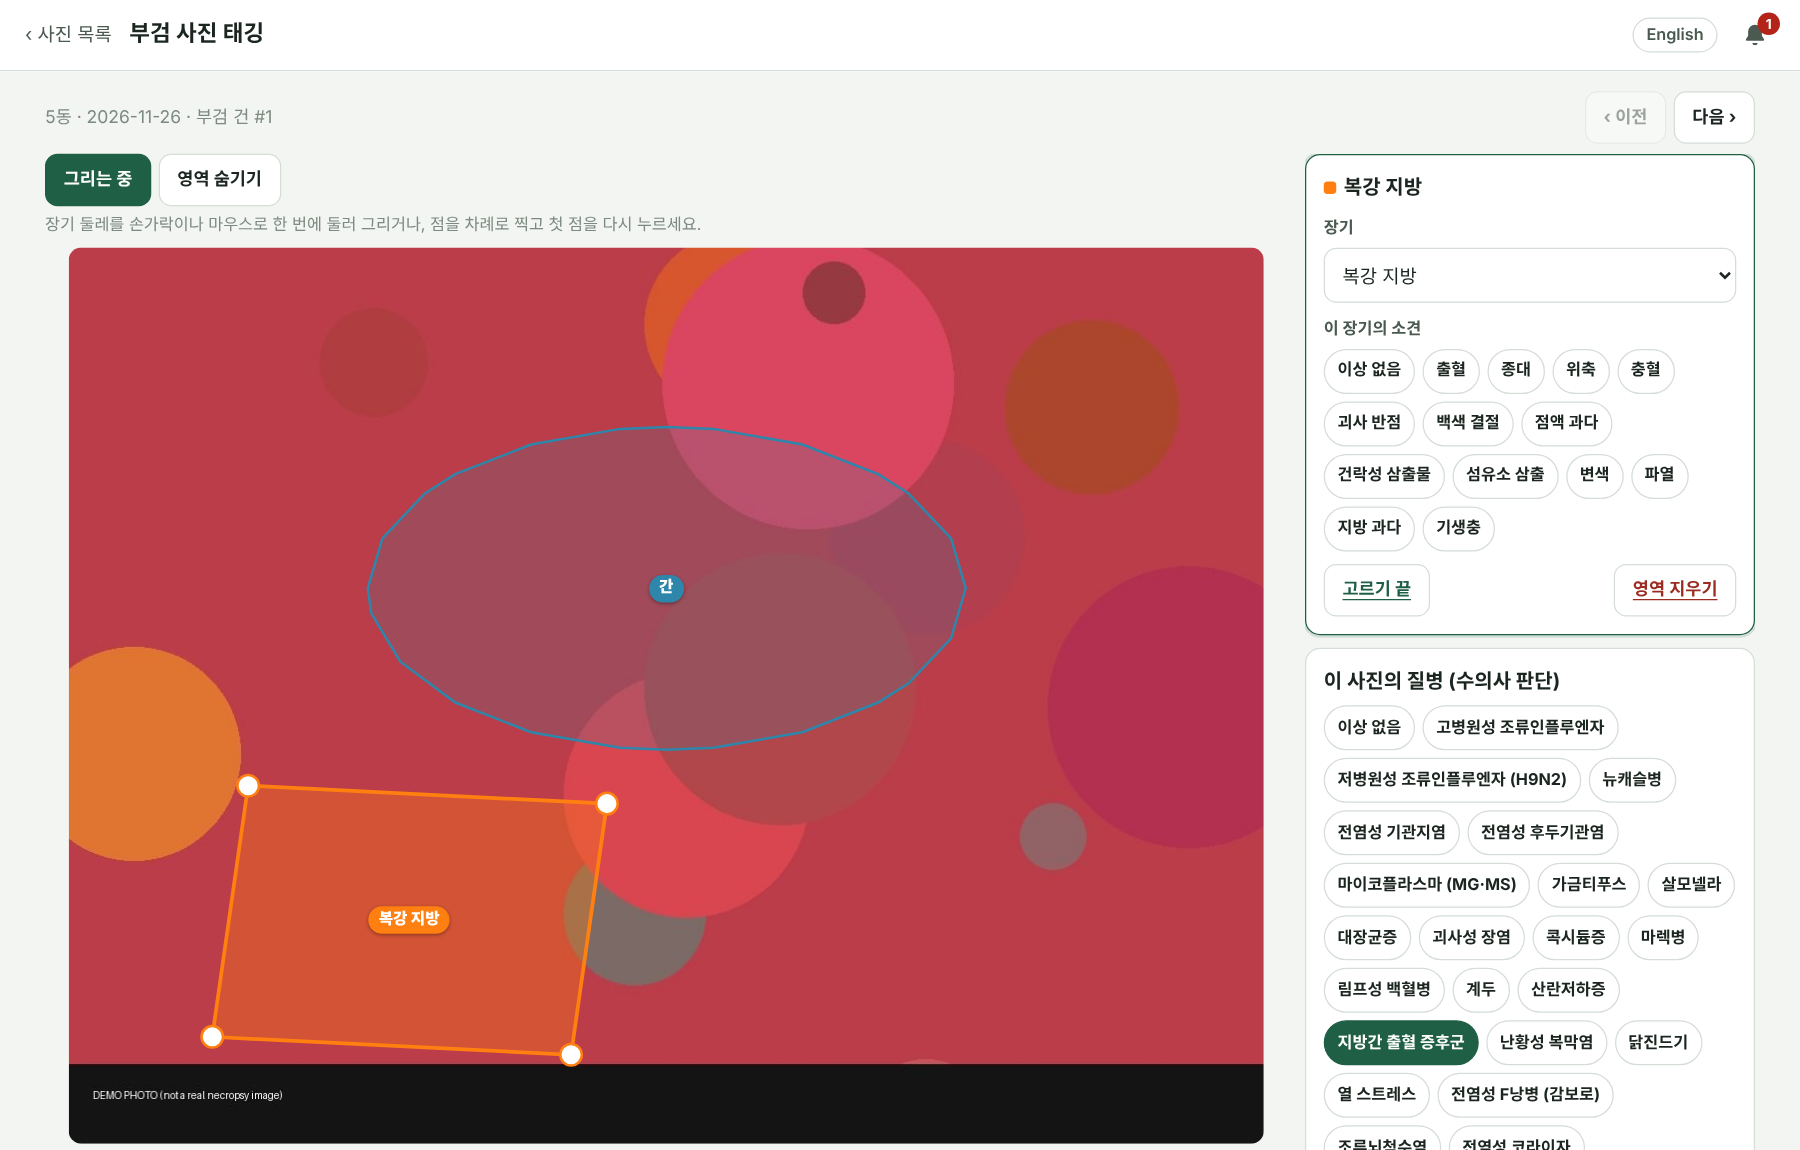 ‹ 사진 목록 부검 사진 태깅
English
1
5동 · 2026-11-26 · 부검 건 #1
‹ 이전
다음 ›
그리는 중
영역 숨기기
장기 둘레를 손가락이나 마우스로 한 번에 둘러 그리거나, 점을 차례로 찍고 첫 점을 다시 누르세요.
간
복강 지방
DEMO PHOTO (not a real necropsy image)
복강 지방
장기
복강 지방
이 장기의 소견
이상 없음 출혈 종대 위축 충혈
괴사 반점 백색 결절 점액 과다
건락성 삼출물 섬유소 삼출 변색 파열
지방 과다 기생충
고르기 끝 영역 지우기
이 사진의 질병 (수의사 판단)
이상 없음 고병원성 조류인플루엔자
저병원성 조류인플루엔자 (H9N2) 뉴캐슬병
전염성 기관지염 전염성 후두기관염
마이코플라스마 (MG·MS) 가금티푸스 살모넬라
대장균증 괴사성 장염 콕시듐증 마렉병
림프성 백혈병 계두 산란저하증
지방간 출혈 증후군 난황성 복막염 닭진드기
열 스트레스 전염성 F낭병 (감보로)
조류뇌척수염 전염성 코라이자